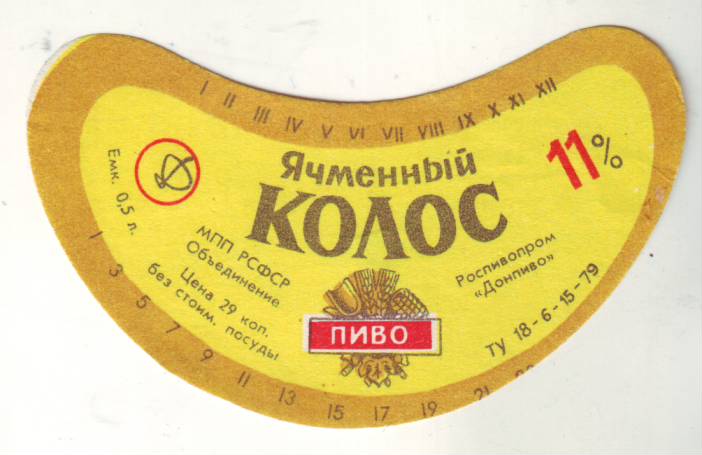 I II III IV V VI VII VIII IX X XI XII
Емк. 0,5 л.
Ячменный
КОЛОС
11%
МПП РСФСР
Объединение
Цена 29 коп.
без стоим. посуды
Роспивопром
«Донпиво»
ТУ 18-6-15-79
ПИВО
1 3 5 7 9 11 13 15 17 19 21